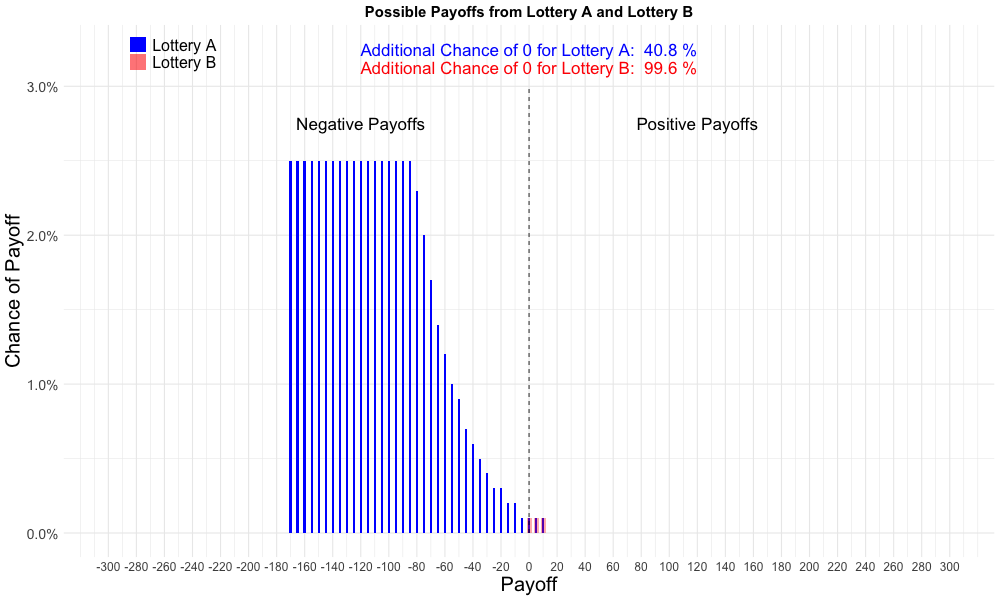 Possible Payoffs from Lottery A and Lottery B
Lottery A
Lottery B
Additional Chance of 0 for Lottery A: 40.8 %
Additional Chance of 0 for Lottery B: 99.6 %
Negative Payoffs
Positive Payoffs
Chance of Payoff
3.0%
2.0%
1.0%
0.0%
-300 -280 -260 -240 -220 -200 -180 -160 -140 -120 -100 -80 -60 -40 -20 0 20 40 60 80 100 120 140 160 180 200 220 240 260 280 300
Payoff